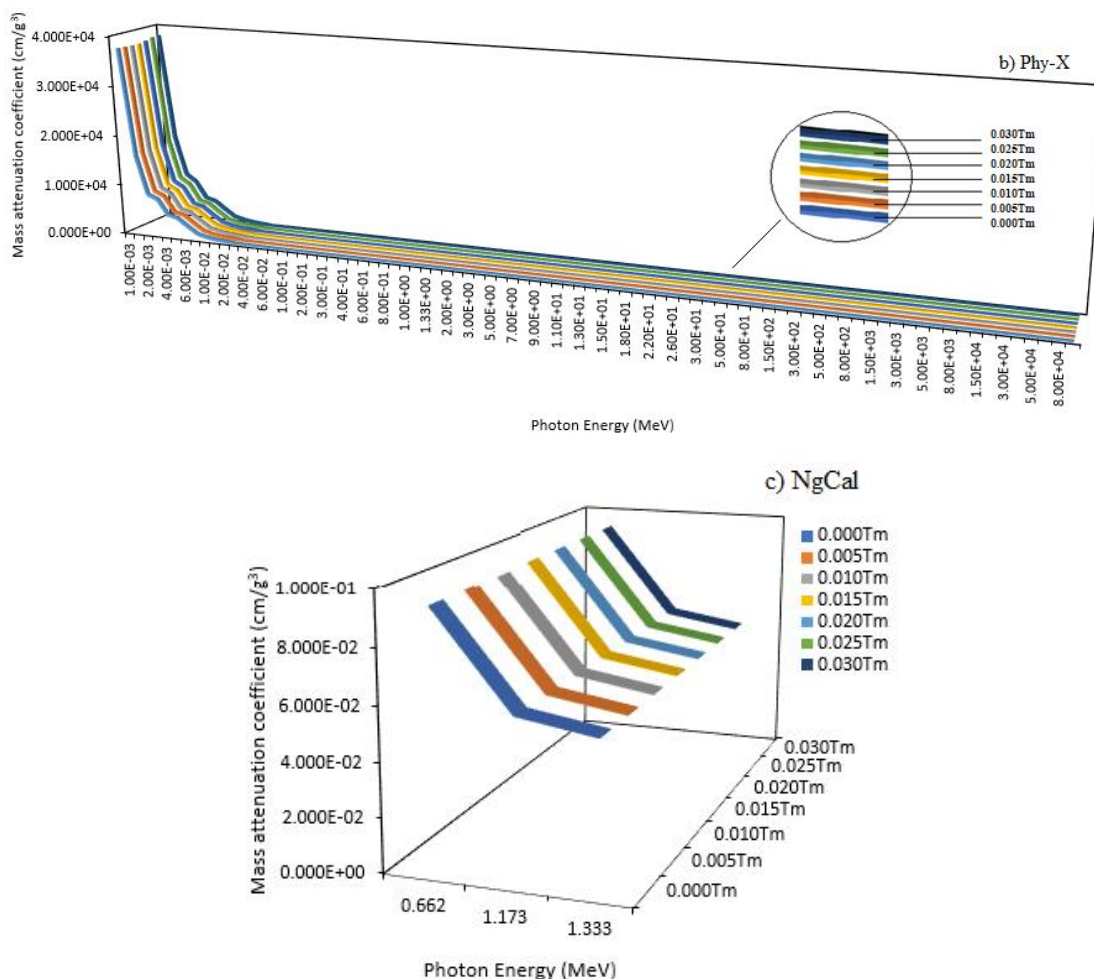 b) Phy-X
Mass attenuation coefficient (cm/g³)
4.000E+04
3.000E+04
2.000E+04
1.000E+04
0.000E+00
0.030Tm
0.025Tm
0.020Tm
0.015Tm
0.010Tm
0.005Tm
0.000Tm
1.00E-03
2.00E-03
4.00E-03
6.00E-03
1.00E-02
2.00E-02
4.00E-02
6.00E-02
1.00E-01
2.00E-01
3.00E-01
4.00E-01
6.00E-01
8.00E-01
1.00E+00
1.33E+00
2.00E+00
3.00E+00
5.00E+00
7.00E+00
9.00E+00
1.10E+01
1.30E+01
1.50E+01
1.80E+01
2.20E+01
2.60E+01
3.00E+01
5.00E+01
8.00E+01
1.50E+02
3.00E+02
5.00E+02
8.00E+02
1.50E+03
3.00E+03
5.00E+03
8.00E+03
1.50E+04
3.00E+04
5.00E+04
8.00E+04
Photon Energy (MeV)
c) NgCal
Mass attenuation coefficient (cm/g³)
1.000E-01
8.000E-02
6.000E-02
4.000E-02
2.000E-02
0.000E+00
0.000Tm
0.005Tm
0.010Tm
0.015Tm
0.020Tm
0.025Tm
0.030Tm
0.030Tm
0.025Tm
0.020Tm
0.015Tm
0.010Tm
0.005Tm
0.000Tm
0.662
1.173
1.333
Photon Energy (MeV)